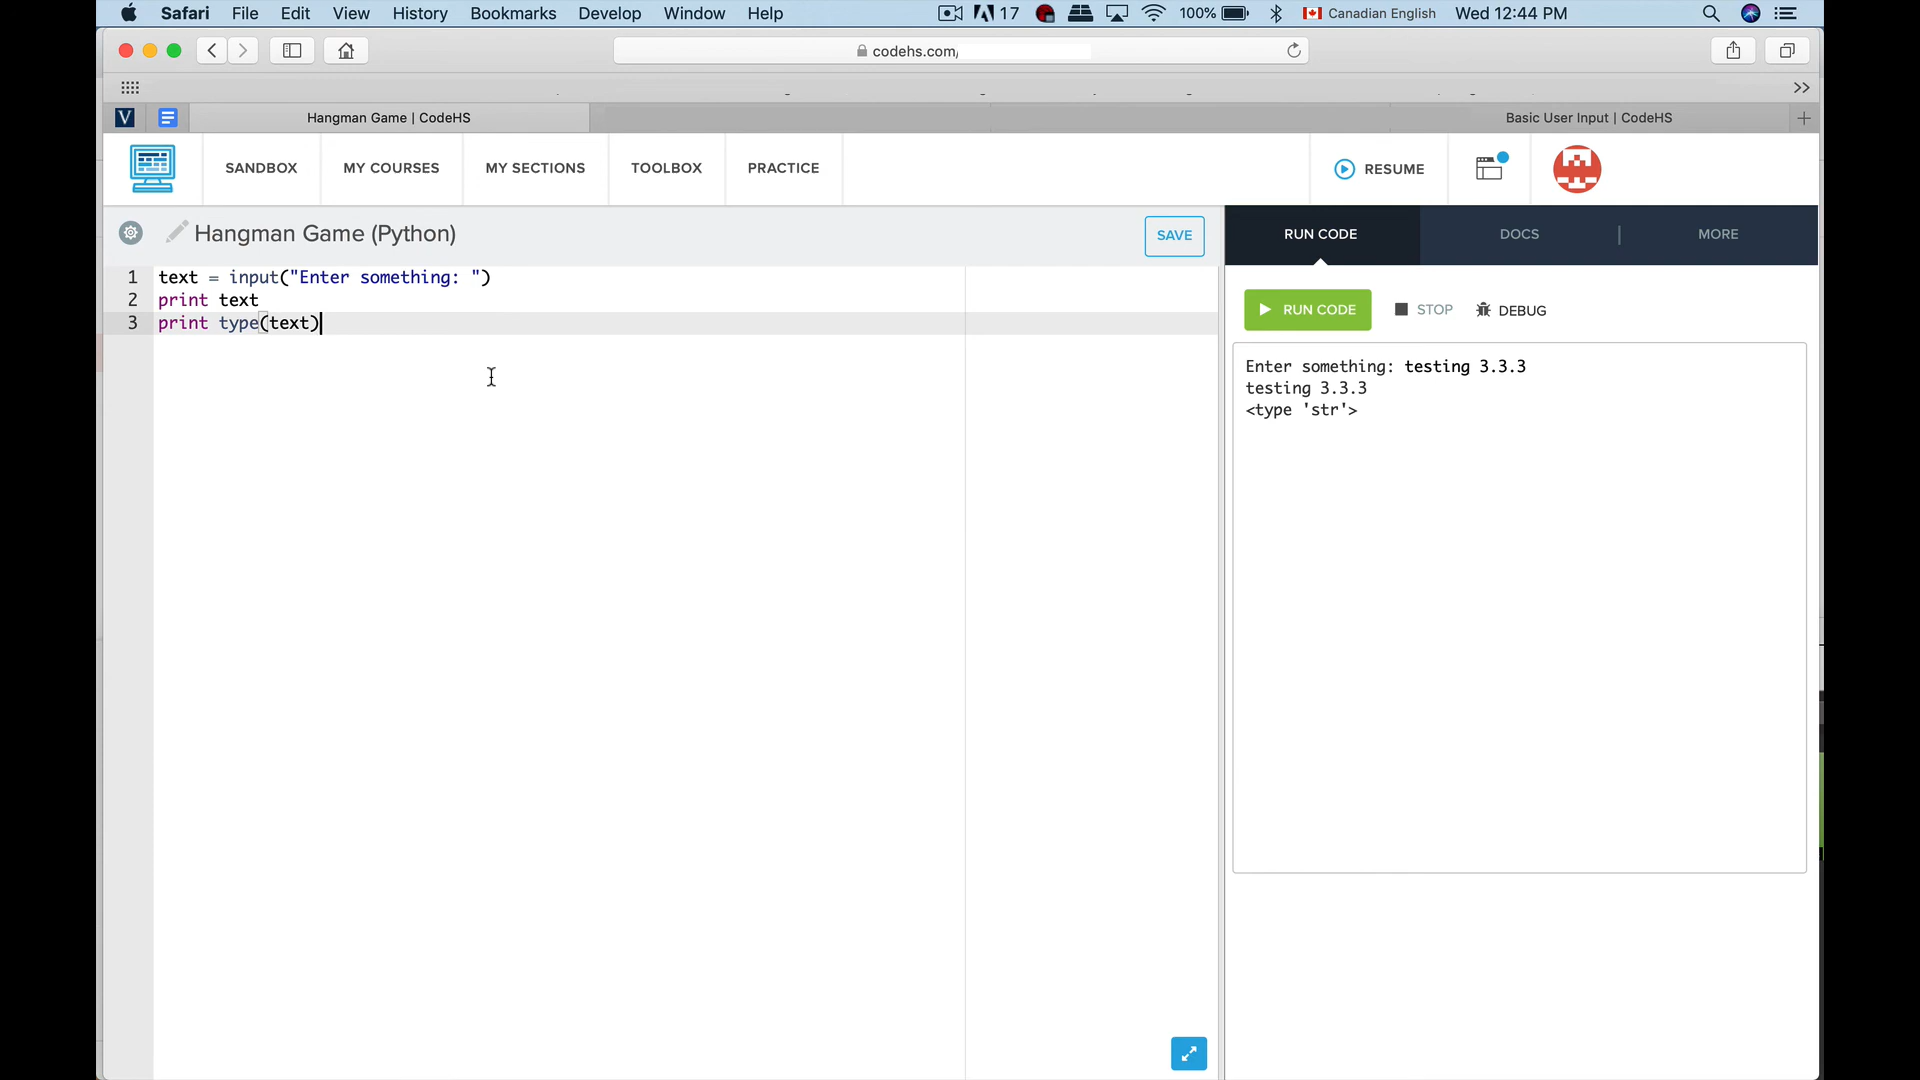 Safari File Edit View History Bookmarks Develop Window Help 17 100% Canadian English Wed 12:44 PM
codehs.com/
V Hangman Game | CodeHS Basic User Input | CodeHS
SANDBOX MY COURSES MY SECTIONS TOOLBOX PRACTICE RESUME
Hangman Game (Python) SAVE RUN CODE DOCS | MORE
1 text = input("Enter something: ")
2 print text
3 print type(text)
RUN CODE STOP DEBUG
Enter something: testing 3.3.3
testing 3.3.3
<type 'str'>